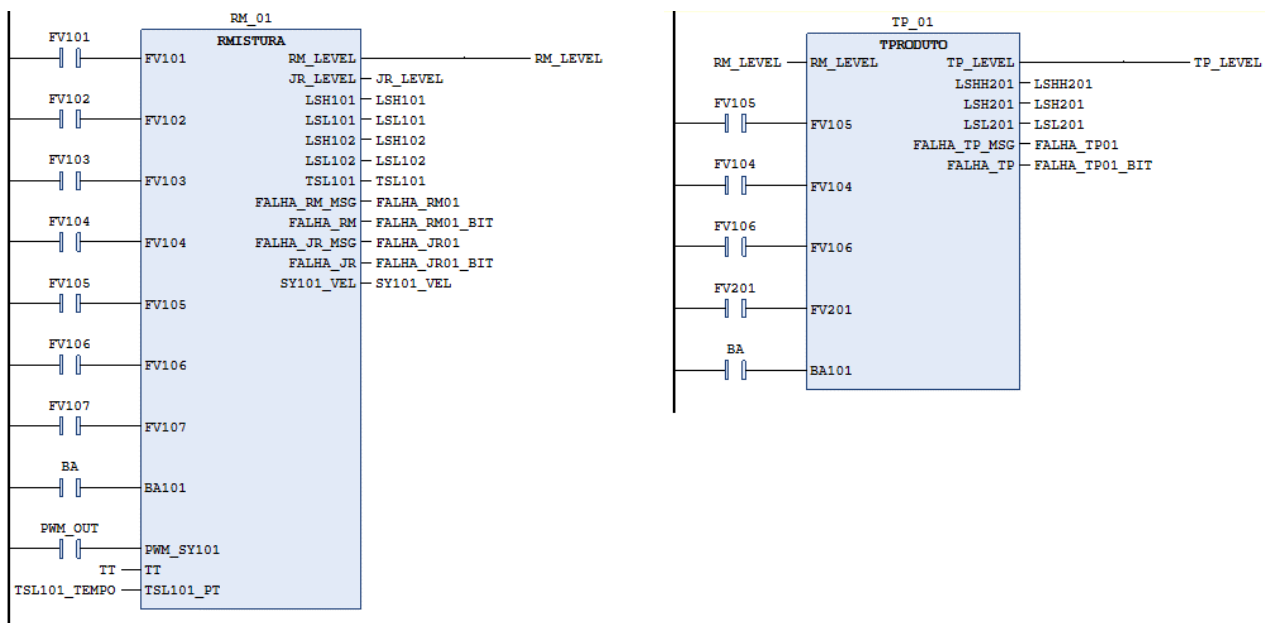 RM_01
FV101
RMISTURA
FV101 RM_LEVEL RM_LEVEL
JR_LEVEL JR_LEVEL
FV102
LSH101 LSH101
FV102 LSL101 LSL101
LSH102 LSH102
FV103
LSL102 LSL102
FV103 TSL101 TSL101
FALHA_RM_MSG FALHA_RM01
FV104
FALHA_RM FALHA_RM01_BIT
FV104 FALHA_JR_MSG FALHA_JR01
FALHA_JR FALHA_JR01_BIT
FV105
SY101_VEL SY101_VEL
FV105
FV106
FV106
FV107
FV107
BA
BA101
PWM_OUT
PWM_SY101
TT TT
TSL101_TEMPO TSL101_PT
TP_01
TPRODUTO
RM_LEVEL RM_LEVEL TP_LEVEL TP_LEVEL
LSHH201 LSHH201
FV105
LSH201 LSH201
FV105 LSL201 LSL201
FALHA_TP_MSG FALHA_TP01
FV104
FALHA_TP FALHA_TP01_BIT
FV104
FV106
FV106
FV201
FV201
BA
BA101